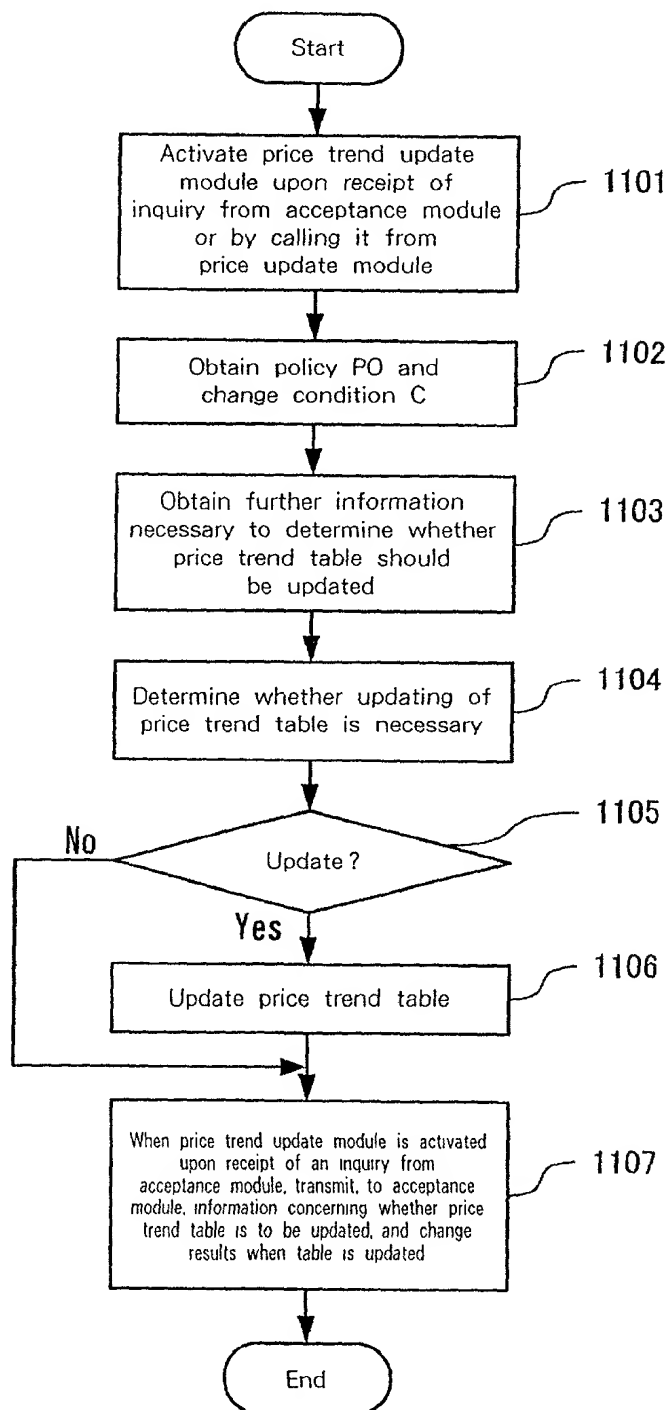 Start
Activate price trend update
module upon receipt of
inquiry from acceptance module
or by calling it from
price update module
1101
Obtain policy PO and
change condition C
1102
Obtain further information
necessary to determine whether
price trend table should
be updated
1103
Determine whether updating of
price trend table is necessary
1104
Update ?
1105
No
Yes
Update price trend table
1106
When price trend update module is activated
upon receipt of an inquiry from
acceptance module, transmit, to acceptance
module, information concerning whether price
trend table is to be updated, and change
results when table is updated
1107
End